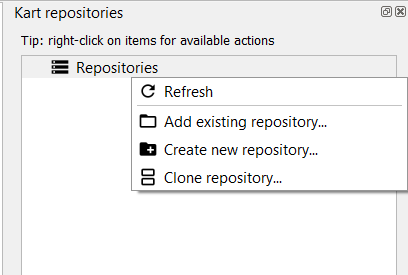 Kart repositories
Tip: right-click on items for available actions
Repositories
Refresh
Add existing repository...
Create new repository...
Clone repository...